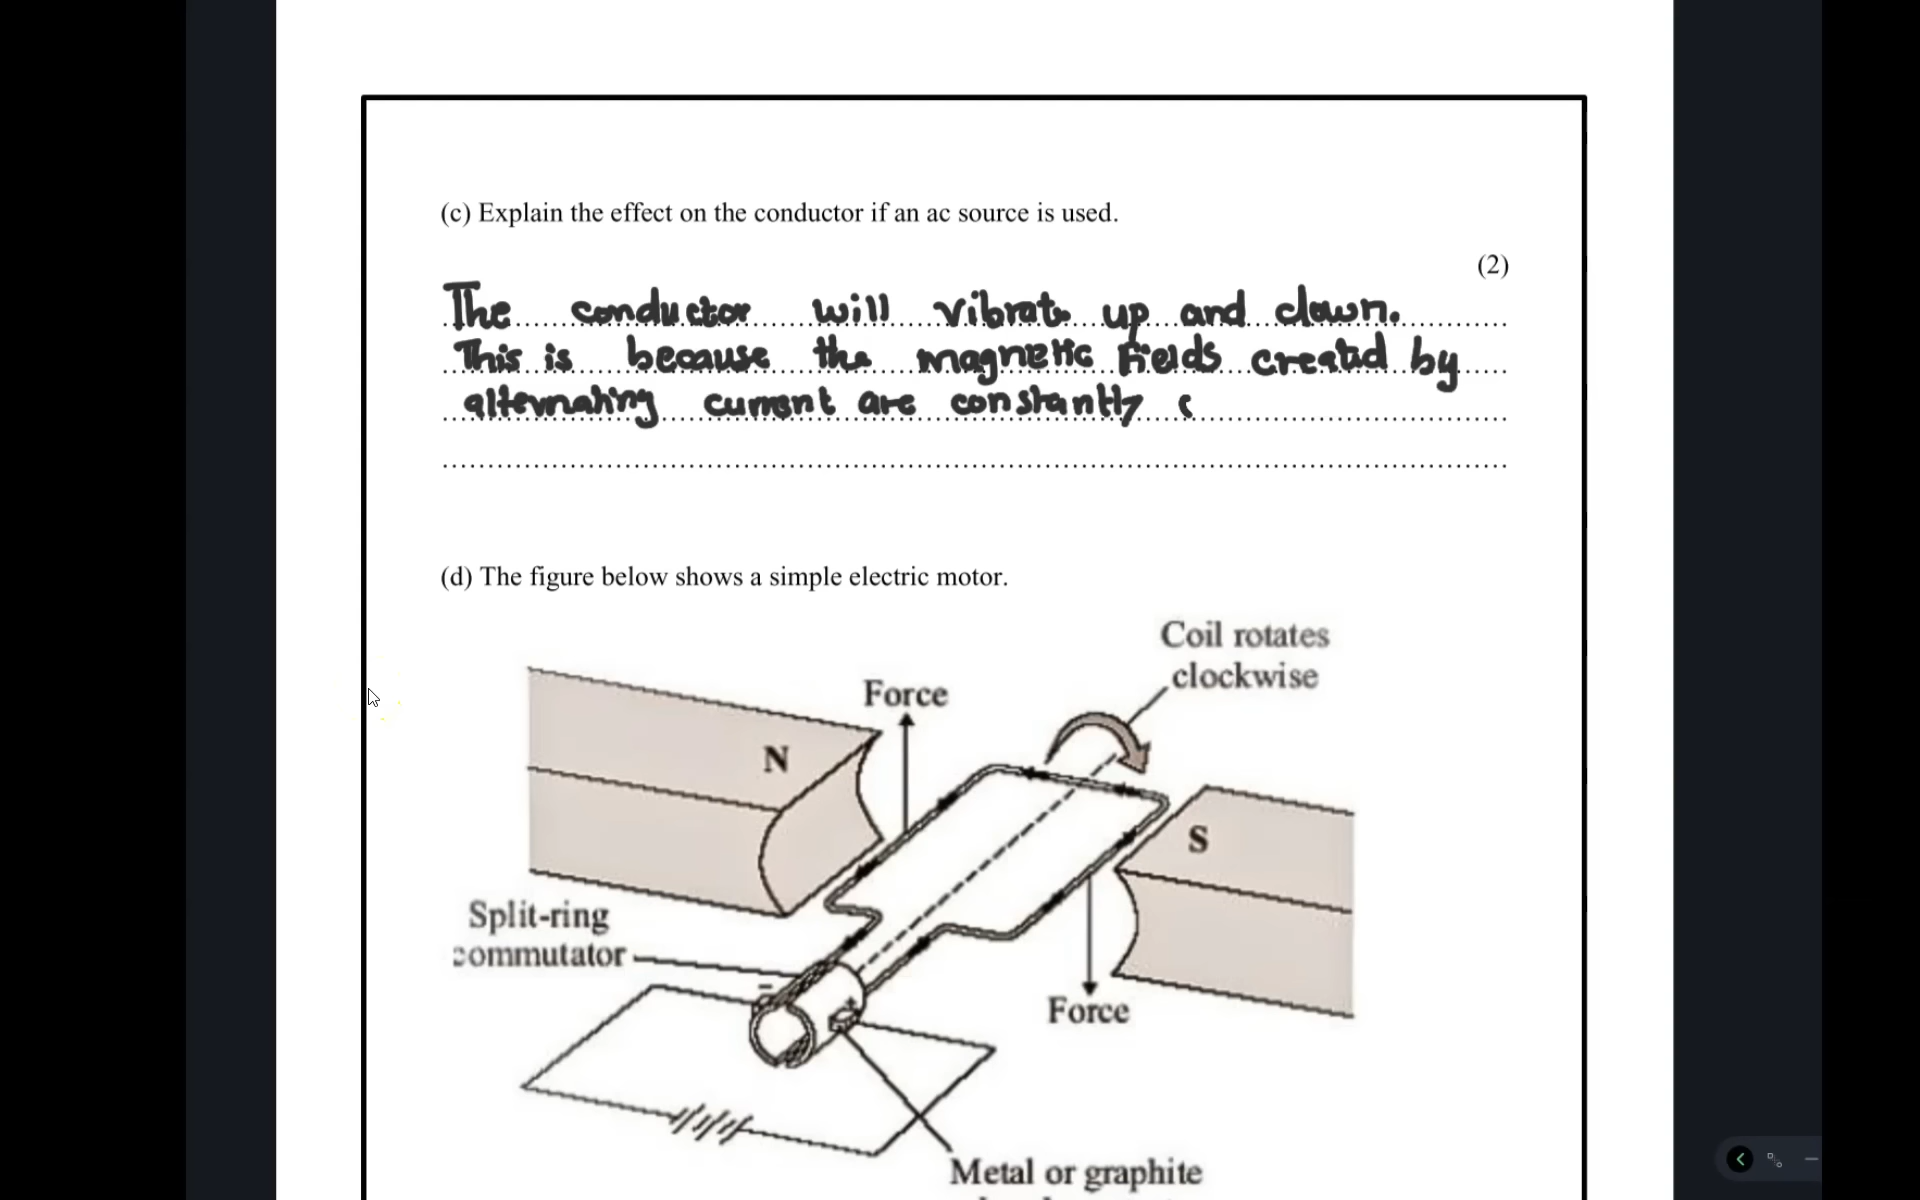 (c) Explain the effect on the conductor if an ac source is used.
(2)
The conductor will vibrate up and down.
This is because the magnetic fields created by
alternating current are constantly c
(d) The figure below shows a simple electric motor.
Coil rotates
clockwise
Force
N
S
Split-ring
commutator
Force
Metal or graphite